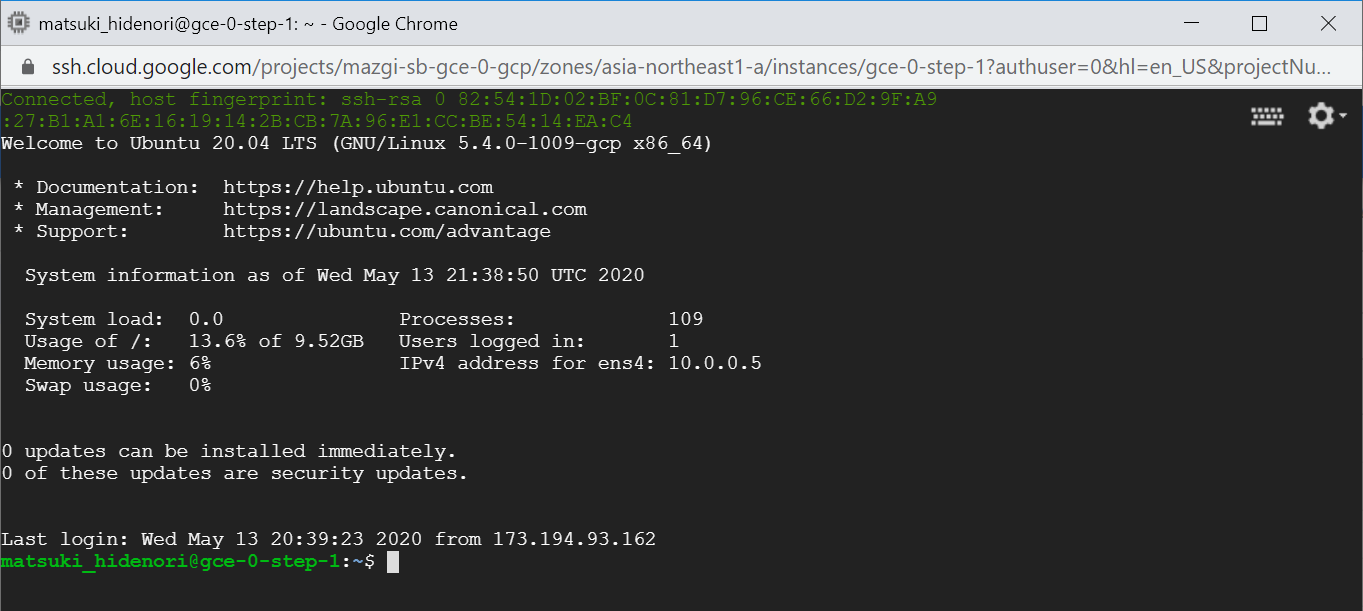 matsuki_hidenori@gce-0-step-1: ~ - Google Chrome
ssh.cloud.google.com/projects/mazgi-sb-gce-0-gcp/zones/asia-northeast1-a/instances/gce-0-step-1?authuser=0&hl=en_US&projectNu...
Connected, host fingerprint: ssh-rsa 0 82:54:1D:02:BF:0C:81:D7:96:CE:66:D2:9F:A9
:27:B1:A1:6E:16:19:14:2B:CB:7A:96:E1:CC:BE:54:14:EA:C4
Welcome to Ubuntu 20.04 LTS (GNU/Linux 5.4.0-1009-gcp x86_64)
* Documentation:  https://help.ubuntu.com
* Management:     https://landscape.canonical.com
* Support:        https://ubuntu.com/advantage
System information as of Wed May 13 21:38:50 UTC 2020
System load:  0.0               Processes:             109
Usage of /:   13.6% of 9.52GB   Users logged in:       1
Memory usage: 6%                IPv4 address for ens4: 10.0.0.5
Swap usage:   0%
0 updates can be installed immediately.
0 of these updates are security updates.
Last login: Wed May 13 20:39:23 2020 from 173.194.93.162
matsuki_hidenori@gce-0-step-1:~$